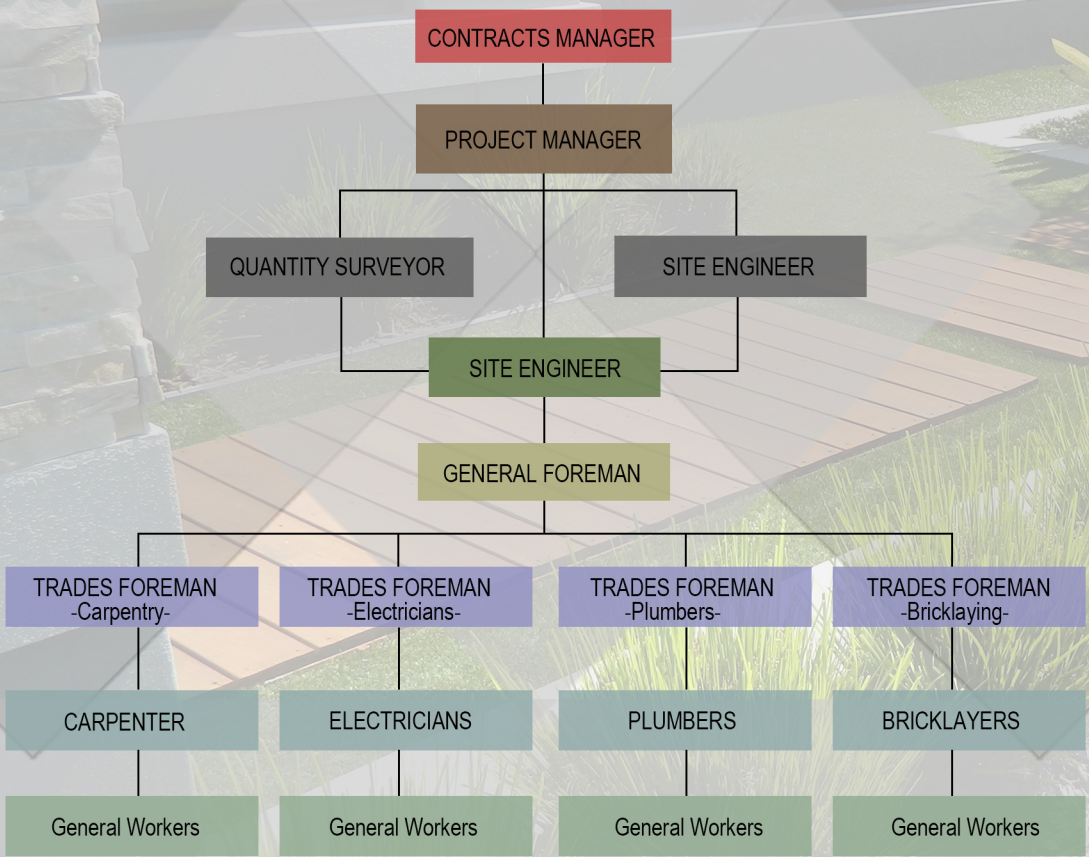 CONTRACTS MANAGER
PROJECT MANAGER
QUANTITY SURVEYOR
SITE ENGINEER
SITE ENGINEER
GENERAL FOREMAN
TRADES FOREMAN
-Carpentry-
TRADES FOREMAN
-Electricians-
TRADES FOREMAN
-Plumbers-
TRADES FOREMAN
-Bricklaying-
CARPENTER
ELECTRICIANS
PLUMBERS
BRICKLAYERS
General Workers
General Workers
General Workers
General Workers